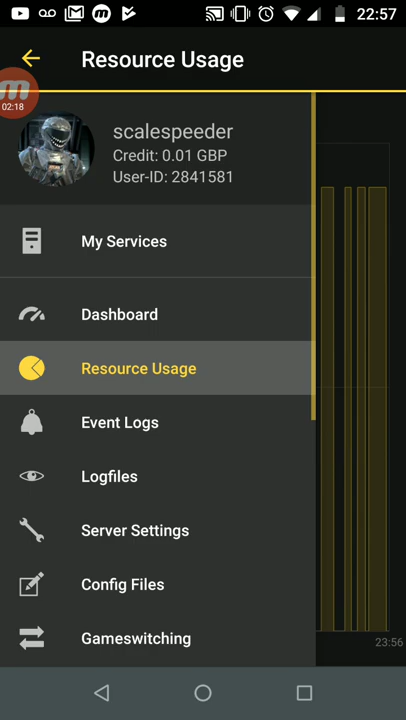 22:57
Resource Usage
02:18
scalespeeder
Credit: 0.01 GBP
User-ID: 2841581
My Services
Dashboard
Resource Usage
Event Logs
Logfiles
Server Settings
Config Files
Gameswitching
23:56